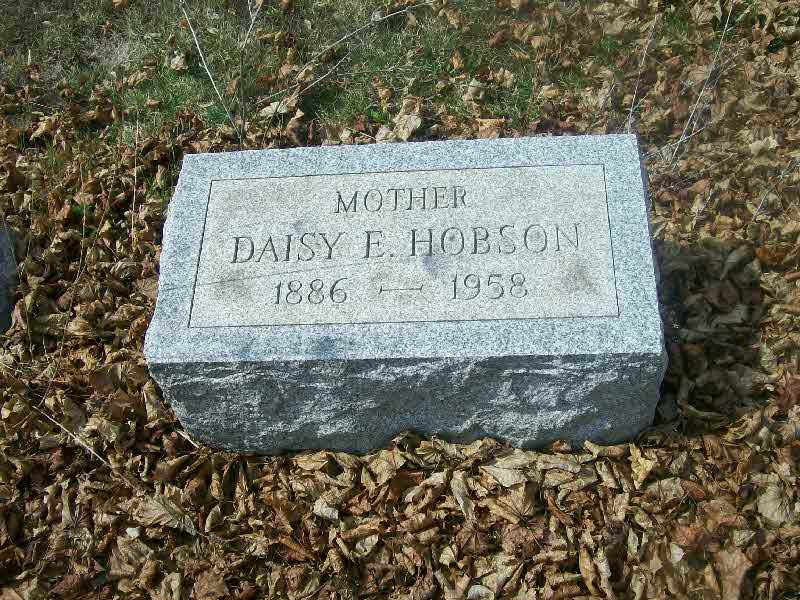 MOTHER
DAISY E. HOBSON
1886 — 1958